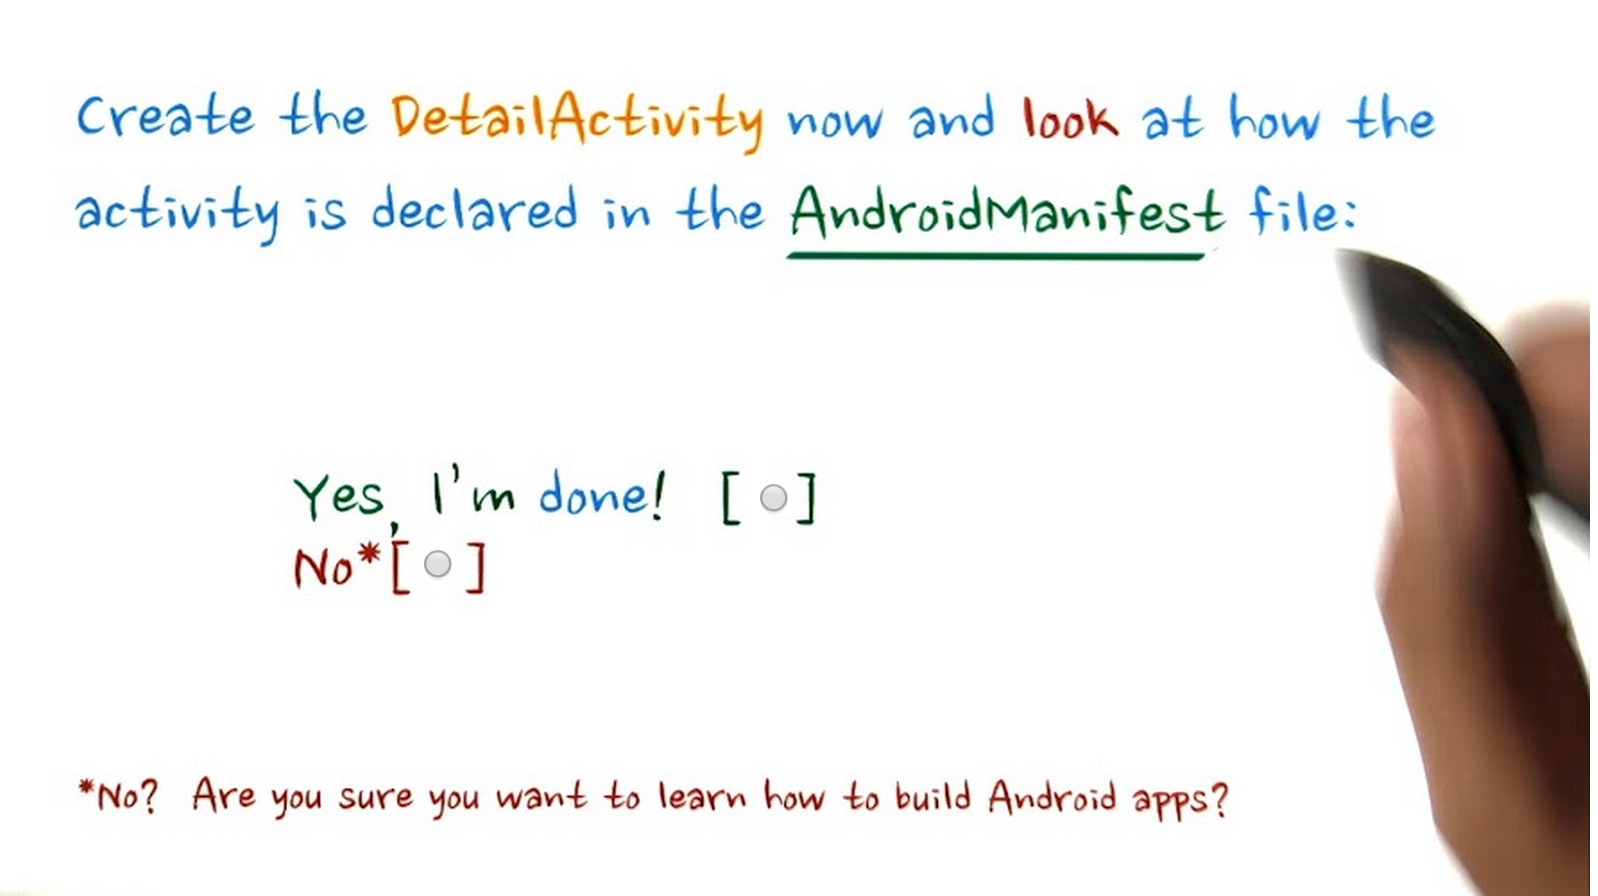 Create the DetailActivity now and look at how the
activity is declared in the AndroidManifest file:
Yes, I'm done! [ ]
No*[ ]
*No? Are you sure you want to learn how to build Android apps?